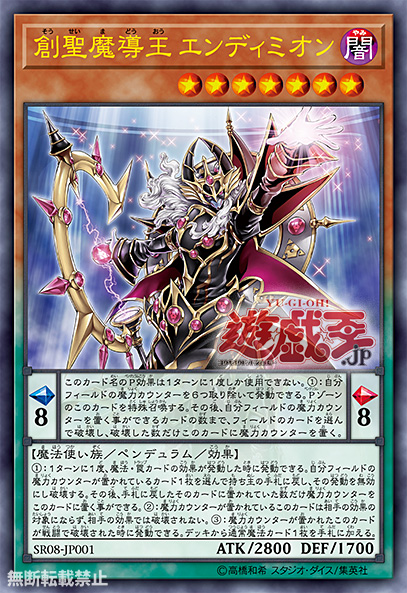 そうせいまどうおう
創聖魔導王 エンディミオン
やみ
闇
YU-GI-OH!
遊戯王
.JP
8
8
このカード名のP効果は1ターンに1度しか使用できない。①:自分
フィールドの魔力カウンターを6つ取り除いて発動できる。Pゾーン
のこのカードを特殊召喚する。その後、自分フィールドの魔力カウンタ
ーを置く事ができるカードの数まで、フィールドのカードを選ん
で破壊し、破壊した数だけこのカードに魔力カウンターを置く。
【魔法使い族/ペンデュラム/効果】
①:1ターンに1度、魔法・罠カードの効果が発動した時に発動できる。自分フィールドの
魔力カウンターが置かれているカード1枚を選んで持ち主の手札に戻し、その発動を無効
にし破壊する。その後、手札に戻したそのカードに置かれていた数だけ魔力カウンターを
このカードに置く事ができる。②:魔力カウンターが置かれているこのカードは相手の効果の
対象にならず、相手の効果では破壊されない。③:魔力カウンターが置かれたこのカード
が戦闘で破壊された時に発動できる。デッキから通常魔法カード1枚を手札に加える。
SR08-JP001
ATK/2800 DEF/1700
無断転載禁止
©高橋和希 スタジオ・ダイス/集英社